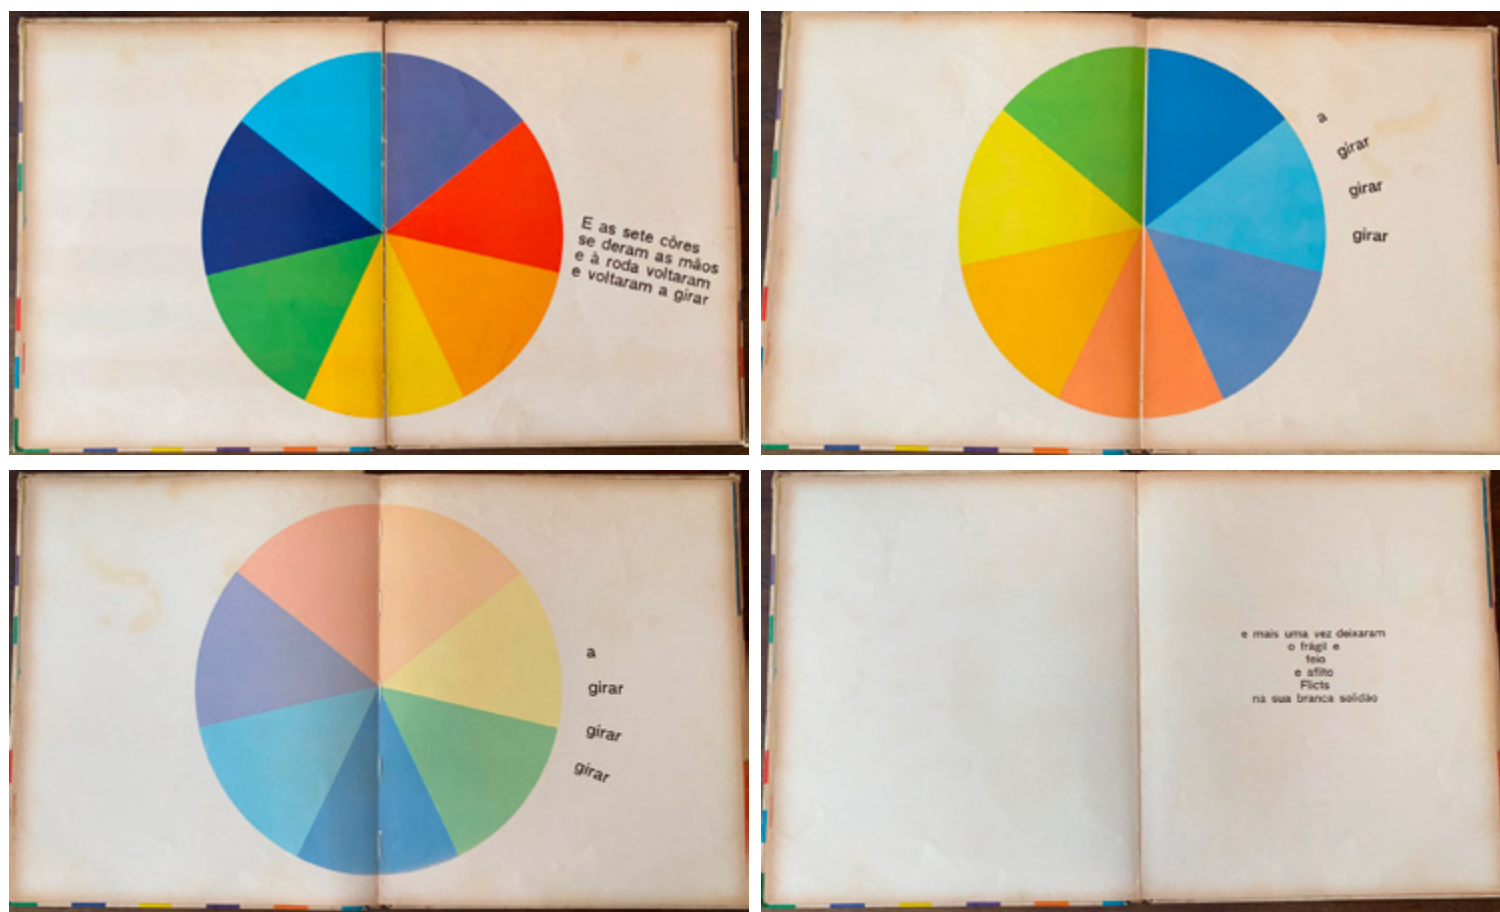 E as sete côres
se deram as mãos
e à roda voltaram
e voltaram a girar
a
girar
girar
girar
a
girar
girar
girar
e mais uma vez deixaram
o frágil e
feio
e aflito
Flicts
na sua branca solidão